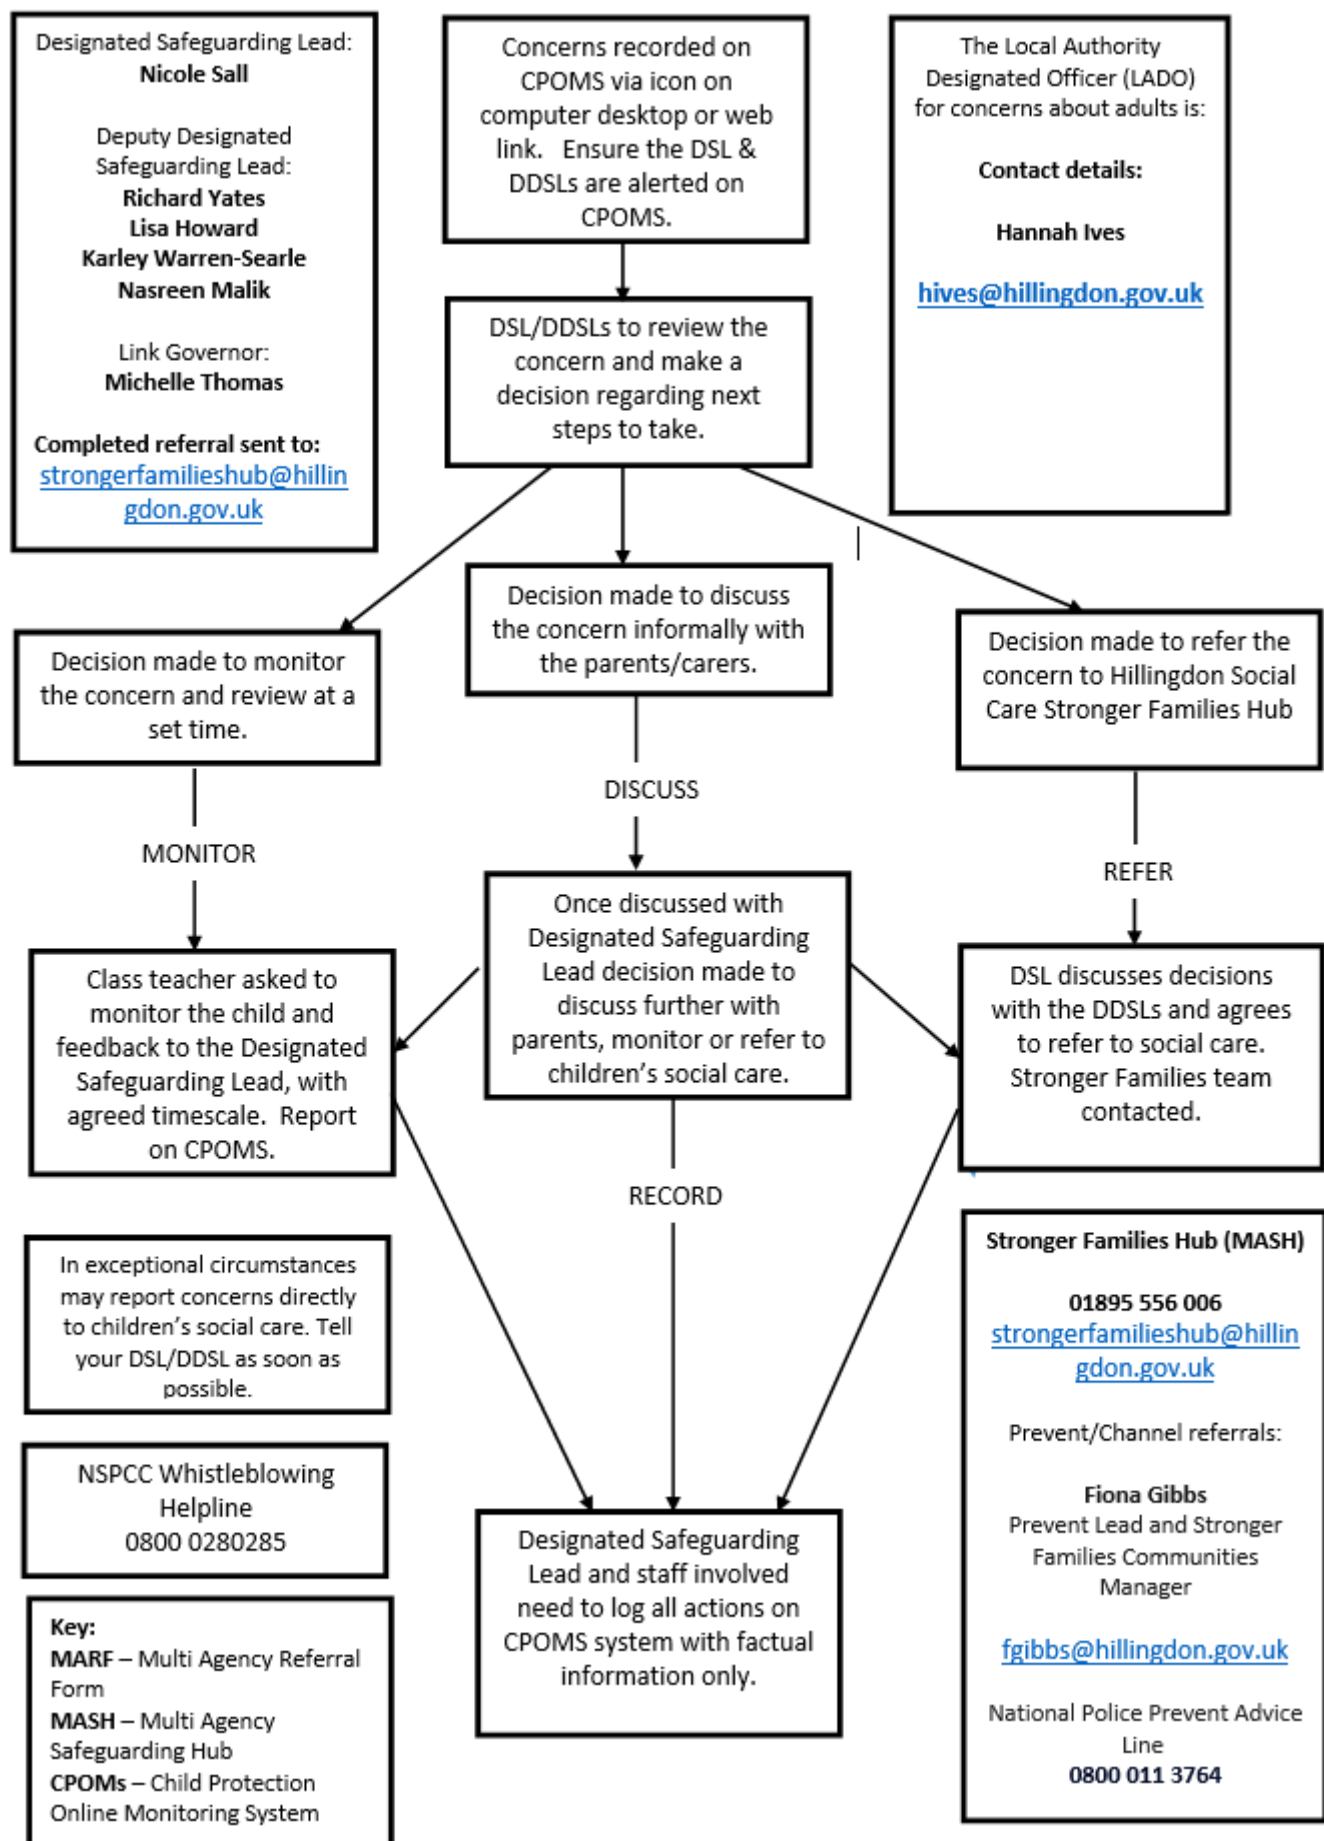 Designated Safeguarding Lead:
Nicole Sall
Deputy Designated
Safeguarding Lead:
Richard Yates
Lisa Howard
Karley Warren-Searle
Nasreen Malik
Link Governor:
Michelle Thomas
Completed referral sent to:
strongerfamilieshub@hillin
gdon.gov.uk
Concerns recorded on
CPOMS via icon on
computer desktop or web
link. Ensure the DSL &
DDSLs are alerted on
CPOMS.
The Local Authority
Designated Officer (LADO)
for concerns about adults is:
Contact details:
Hannah Ives
hives@hillingdon.gov.uk
DSL/DDSLs to review the
concern and make a
decision regarding next
steps to take.
Decision made to monitor
the concern and review at a
set time.
Decision made to discuss
the concern informally with
the parents/carers.
Decision made to refer the
concern to Hillingdon Social
Care Stronger Families Hub
MONITOR
DISCUSS
REFER
Class teacher asked to
monitor the child and
feedback to the Designated
Safeguarding Lead, with
agreed timescale. Report
on CPOMS.
Once discussed with
Designated Safeguarding
Lead decision made to
discuss further with
parents, monitor or refer to
children’s social care.
DSL discusses decisions
with the DDSLs and agrees
to refer to social care.
Stronger Families team
contacted.
RECORD
In exceptional circumstances
may report concerns directly
to children’s social care. Tell
your DSL/DDSL as soon as
possible.
NSPCC Whistleblowing
Helpline
0800 0280285
Key:
MARF – Multi Agency Referral
Form
MASH – Multi Agency
Safeguarding Hub
CPOMs – Child Protection
Online Monitoring System
Designated Safeguarding
Lead and staff involved
need to log all actions on
CPOMS system with factual
information only.
Stronger Families Hub (MASH)
01895 556 006
strongerfamilieshub@hillin
gdon.gov.uk
Prevent/Channel referrals:
Fiona Gibbs
Prevent Lead and Stronger
Families Communities
Manager
fgibbs@hillingdon.gov.uk
National Police Prevent Advice
Line
0800 011 3764